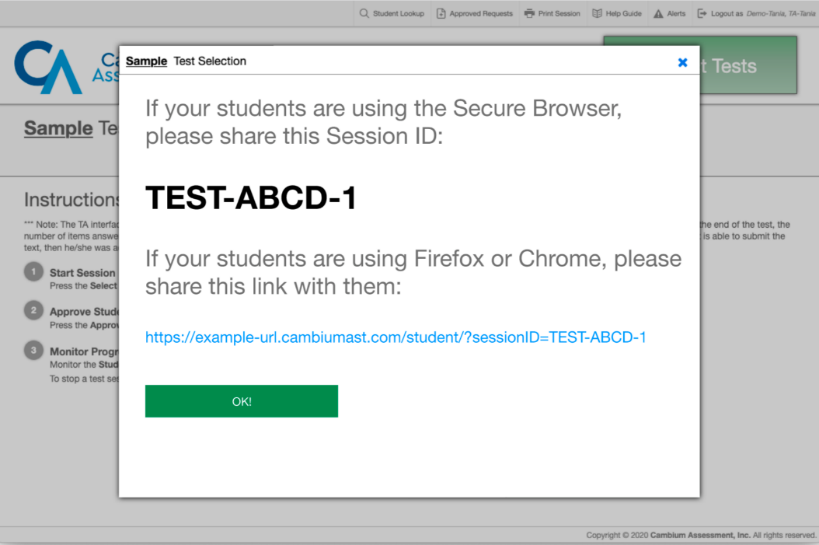 Student Lookup Approved Requests Print Session Help Guide Alerts Logout as Demo-Tania, TA-Tania
CA
Ca
Ass
t Tests
Sample Test Selection
If your students are using the Secure Browser,
please share this Session ID:
TEST-ABCD-1
If your students are using Firefox or Chrome, please
share this link with them:
https://example-url.cambiumast.com/student/?sessionID=TEST-ABCD-1
OK!
Sample Te
Instructions
*** Note: The TA interfac the end of the test, the
number of items answe is able to submit the
text, then he/she was a
1 Start Session
Press the Select
2 Approve Stude
Press the Approv
3 Monitor Progr
Monitor the Stud
To stop a test ses
Copyright © 2020 Cambium Assessment, Inc. All rights reserved.